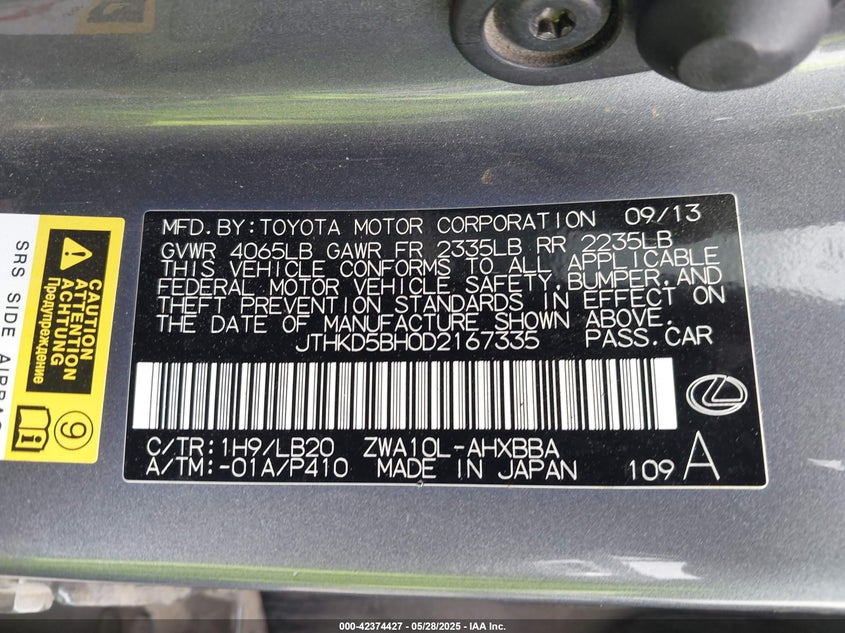 MFD.BY:TOYOTA MOTOR CORPORATION 09/13
GVWR 4065LB GAWR FR 2335LB RR 2235LB
THIS VEHICLE CONFORMS TO ALL APPLICABLE
FEDERAL MOTOR VEHICLE SAFETY,BUMPER,AND
THEFT PREVENTION STANDARDS IN EFFECT ON
THE DATE OF MANUFACTURE SHOWN ABOVE.
JTHKD5BH0D2167335 PASS.CAR
C/TR:1H9/LB20 ZWA10L-AHXBBA
A/TM:-01A/P410 MADE IN JAPAN 109 A
CAUTION
ATTENTION
ACHTUNG
Предупреждение
9
SRS SIDE AIRBAG
000-42374427 - 05/28/2025 - IAA Inc.